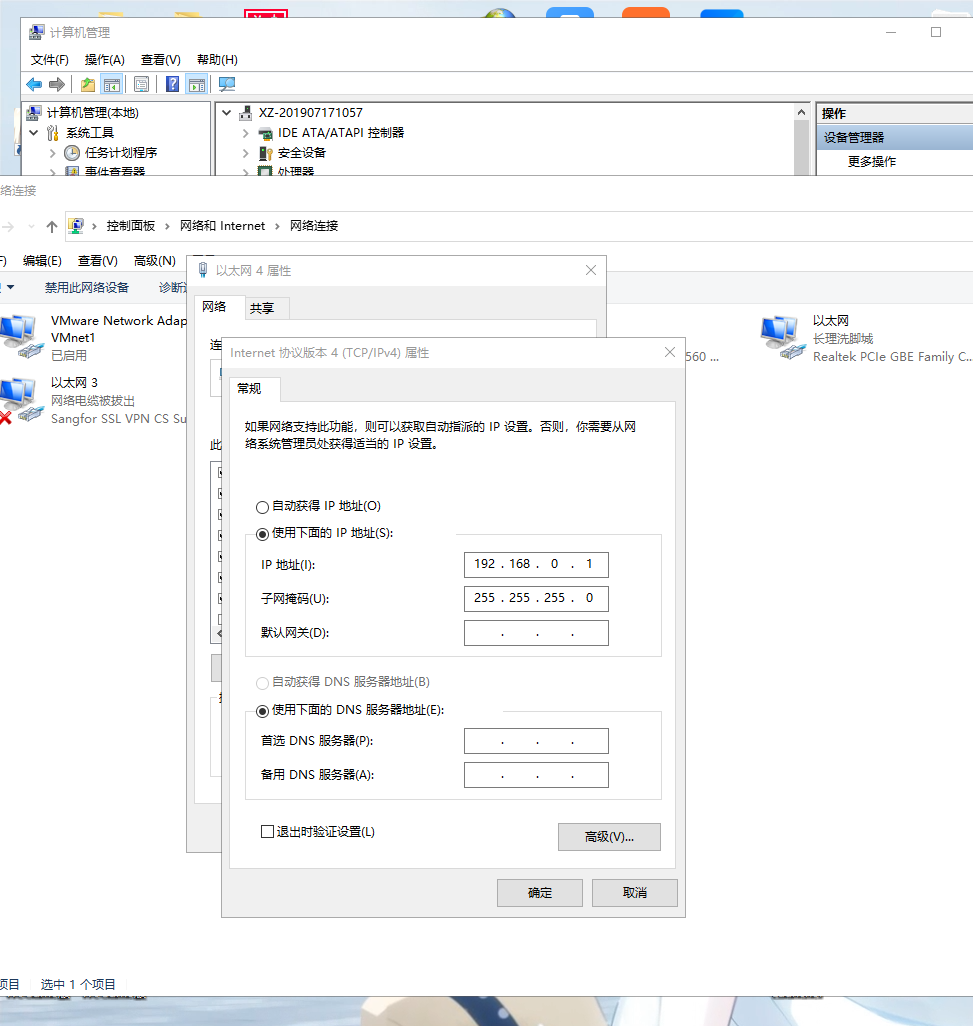 计算机管理
文件(F) 操作(A) 查看(V) 帮助(H)
计算机管理(本地)
系统工具
任务计划程序
事件查看器
XZ-201907171057
IDE ATA/ATAPI 控制器
安全设备
处理器
操作
设备管理器
更多操作
络连接
控制面板 网络和 Internet 网络连接
编辑(E) 查看(V) 高级(N)
禁用此网络设备 诊断
VMware Network Adap
VMnet1
已启用
以太网 3
网络电缆被拔出
Sangfor SSL VPN CS Su
560 ...
以太网
长理洗脚城
Realtek PCIe GBE Family C...
以太网 4 属性
网络 共享
连
此
Internet 协议版本 4 (TCP/IPv4) 属性
常规
如果网络支持此功能，则可以获取自动指派的 IP 设置。否则，你需要从网
络系统管理员处获得适当的 IP 设置。
自动获得 IP 地址(O)
使用下面的 IP 地址(S):
IP 地址(I): 192 . 168 . 0 . 1
子网掩码(U): 255 . 255 . 255 . 0
默认网关(D): . . .
自动获得 DNS 服务器地址(B)
使用下面的 DNS 服务器地址(E):
首选 DNS 服务器(P): . . .
备用 DNS 服务器(A): . . .
退出时验证设置(L)
高级(V)...
确定 取消
项目 选中 1 个项目